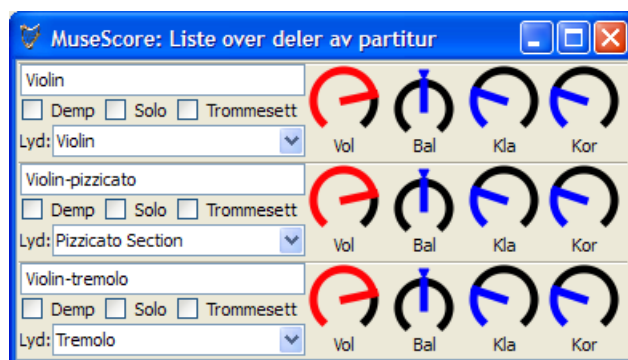 MuseScore: Liste over deler av partitur
Violin
Demp Solo Trommesett
Lyd: Violin
Vol Bal Kla Kor
Violin-pizzicato
Demp Solo Trommesett
Lyd: Pizzicato Section
Vol Bal Kla Kor
Violin-tremolo
Demp Solo Trommesett
Lyd: Tremolo
Vol Bal Kla Kor